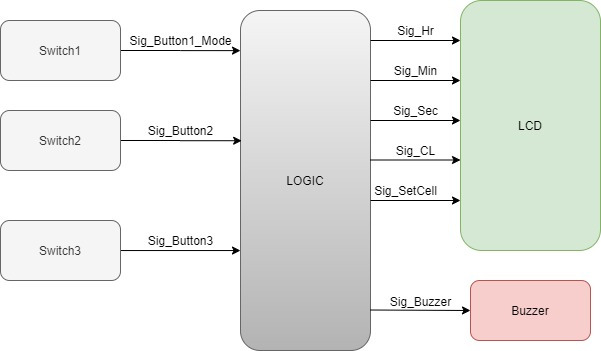 Switch1
Sig_Button1_Mode
Switch2
Sig_Button2
Switch3
Sig_Button3
LOGIC
Sig_Hr
Sig_Min
Sig_Sec
Sig_CL
Sig_SetCell
LCD
Sig_Buzzer
Buzzer